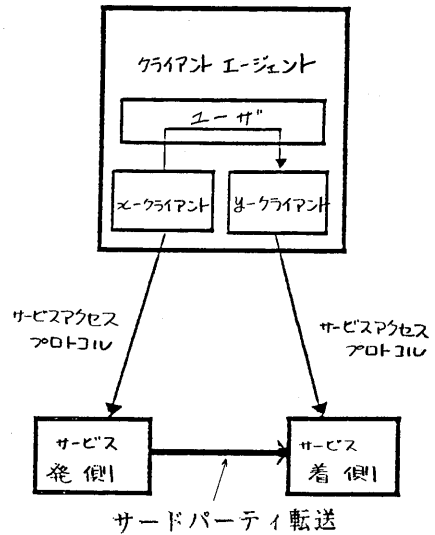 クライアント エージェント
ユーザ
x-クライアント
y-クライアント
サービスアクセス
プロトコル
サービスアクセス
プロトコル
サービス
発側
サービス
着側
サードパーティ転送